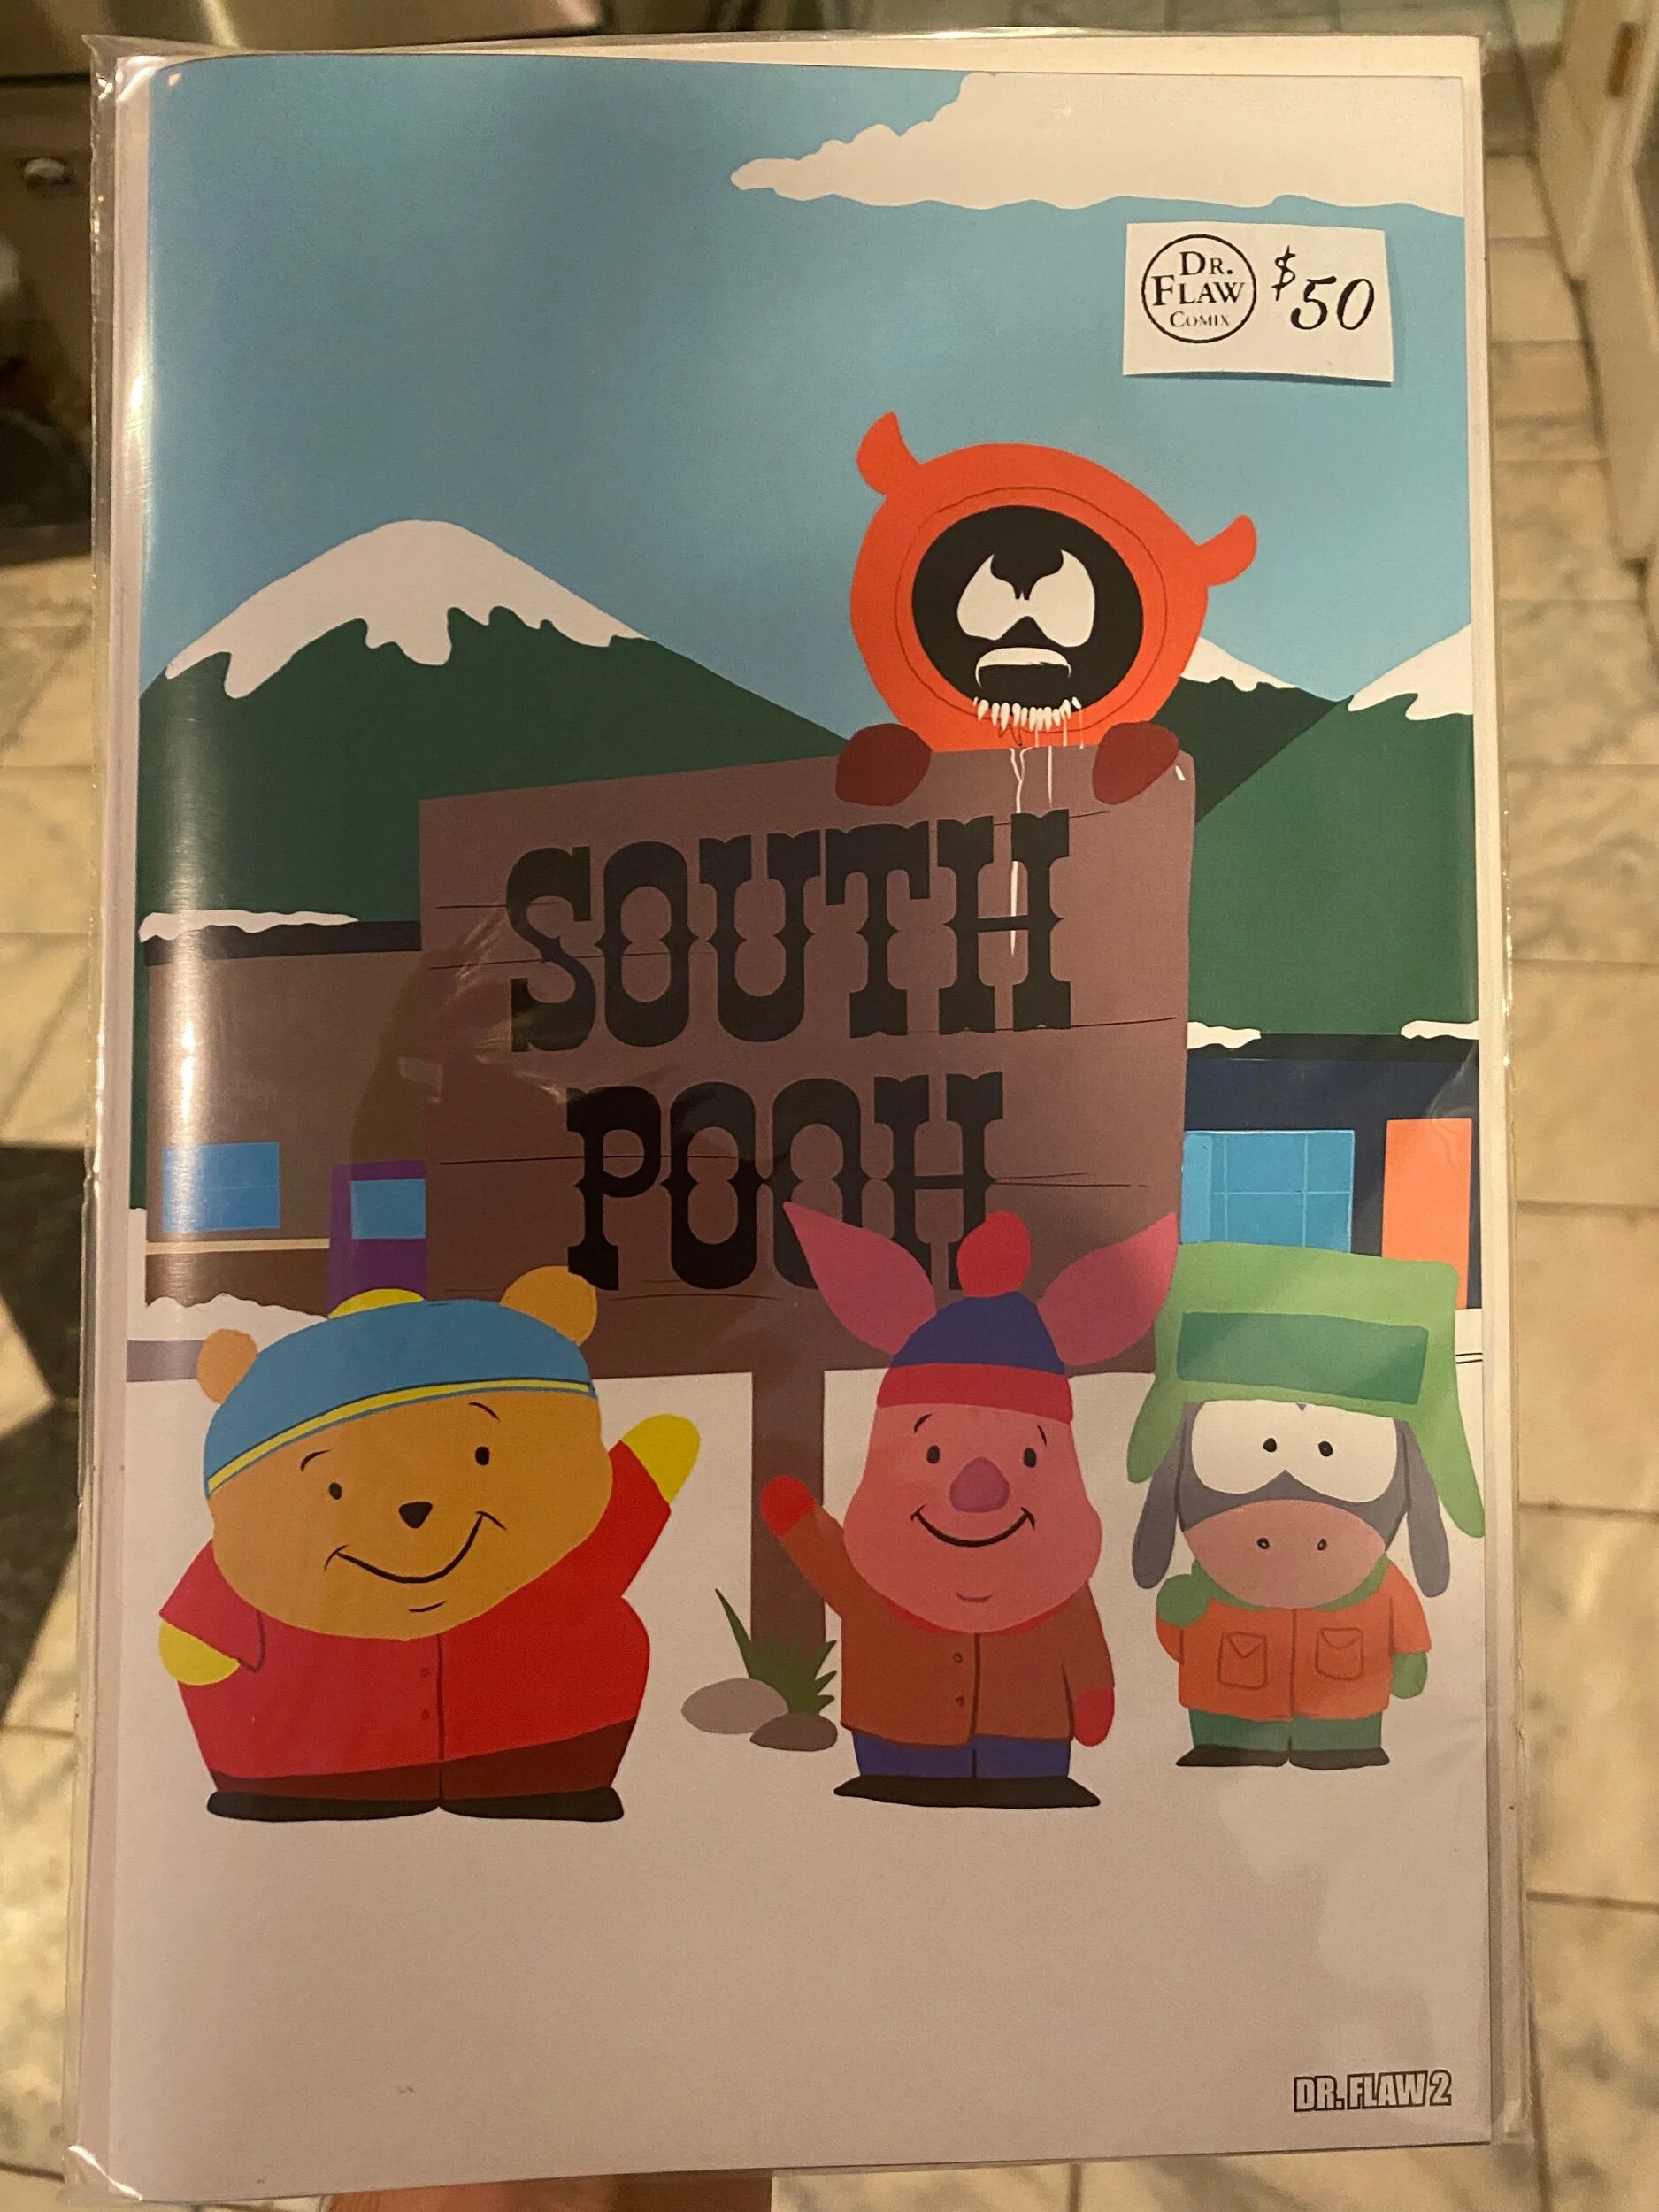 DR.
FLAW
COMIX
$50
SOUTH
POOH
DR. FLAW 2